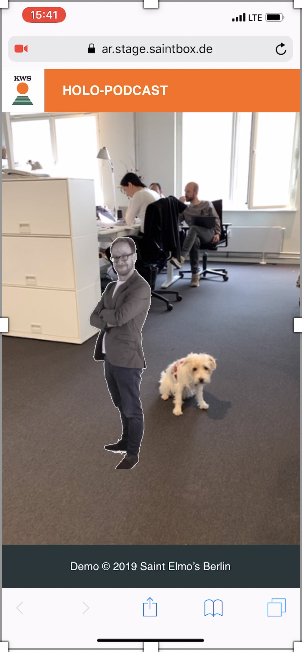 15:41
LTE
ar.stage.saintbox.de
KWS
HOLO-PODCAST
Demo © 2019 Saint Elmo's Berlin